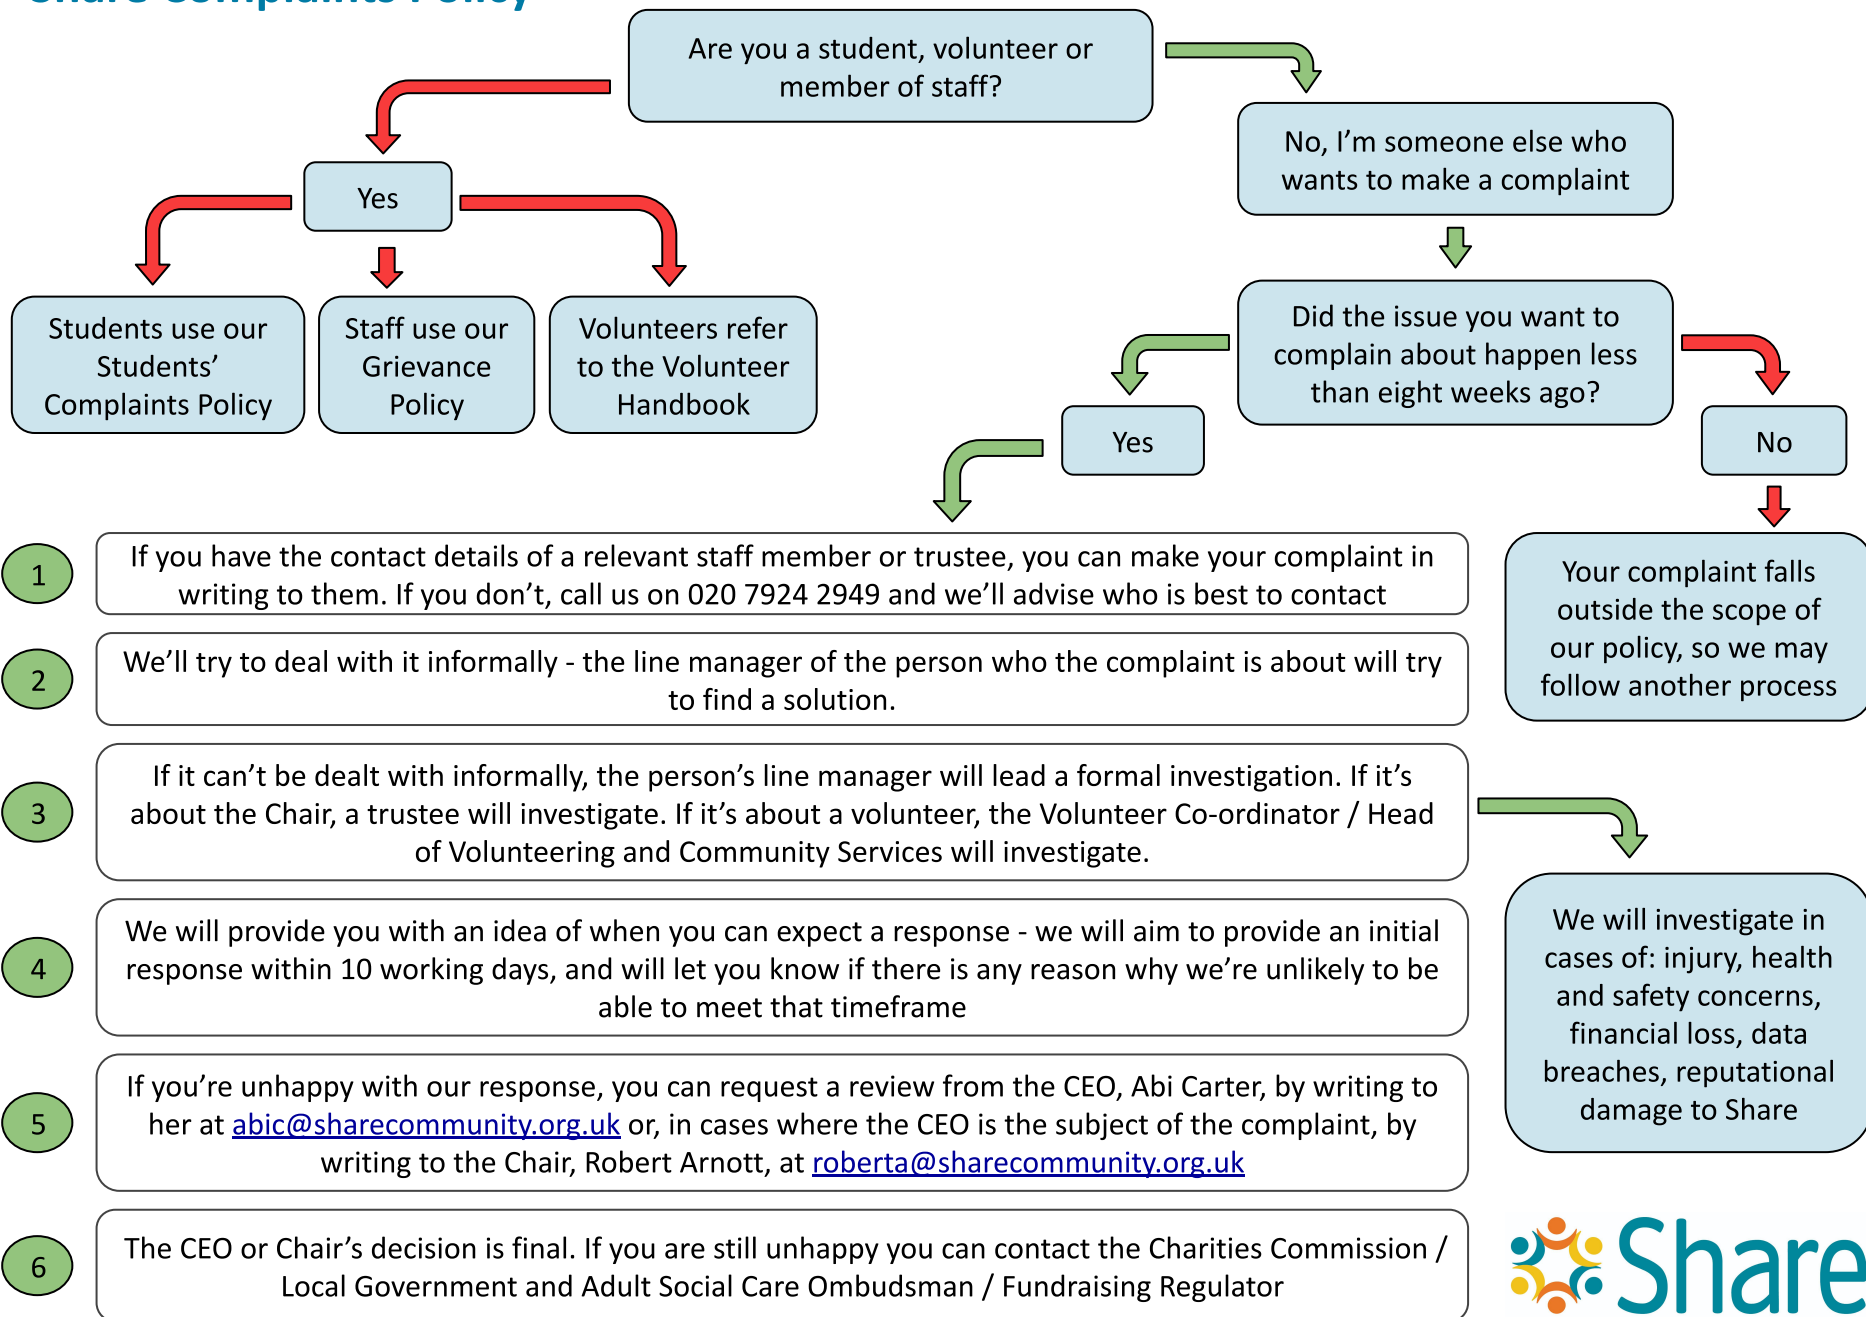 Share Complaints Policy
Are you a student, volunteer or
member of staff?
No, I’m someone else who
wants to make a complaint
Yes
Students use our
Students’
Complaints Policy
Staff use our
Grievance
Policy
Volunteers refer
to the Volunteer
Handbook
Did the issue you want to
complain about happen less
than eight weeks ago?
Yes
No
Your complaint falls
outside the scope of
our policy, so we may
follow another process
1
If you have the contact details of a relevant staff member or trustee, you can make your complaint in
writing to them. If you don’t, call us on 020 7924 2949 and we’ll advise who is best to contact
2
We’ll try to deal with it informally - the line manager of the person who the complaint is about will try
to find a solution.
3
If it can’t be dealt with informally, the person’s line manager will lead a formal investigation. If it’s
about the Chair, a trustee will investigate. If it’s about a volunteer, the Volunteer Co-ordinator / Head
of Volunteering and Community Services will investigate.
We will investigate in
cases of: injury, health
and safety concerns,
financial loss, data
breaches, reputational
damage to Share
4
We will provide you with an idea of when you can expect a response - we will aim to provide an initial
response within 10 working days, and will let you know if there is any reason why we’re unlikely to be
able to meet that timeframe
5
If you’re unhappy with our response, you can request a review from the CEO, Abi Carter, by writing to
her at abic@sharecommunity.org.uk or, in cases where the CEO is the subject of the complaint, by
writing to the Chair, Robert Arnott, at roberta@sharecommunity.org.uk
6
The CEO or Chair’s decision is final. If you are still unhappy you can contact the Charities Commission /
Local Government and Adult Social Care Ombudsman / Fundraising Regulator
Share